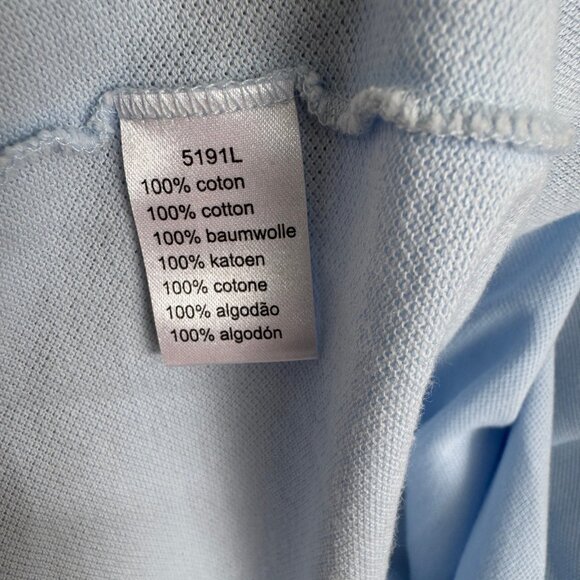 5191L
100% coton
100% cotton
100% baumwolle
100% katoen
100% cotone
100% algodão
100% algodón